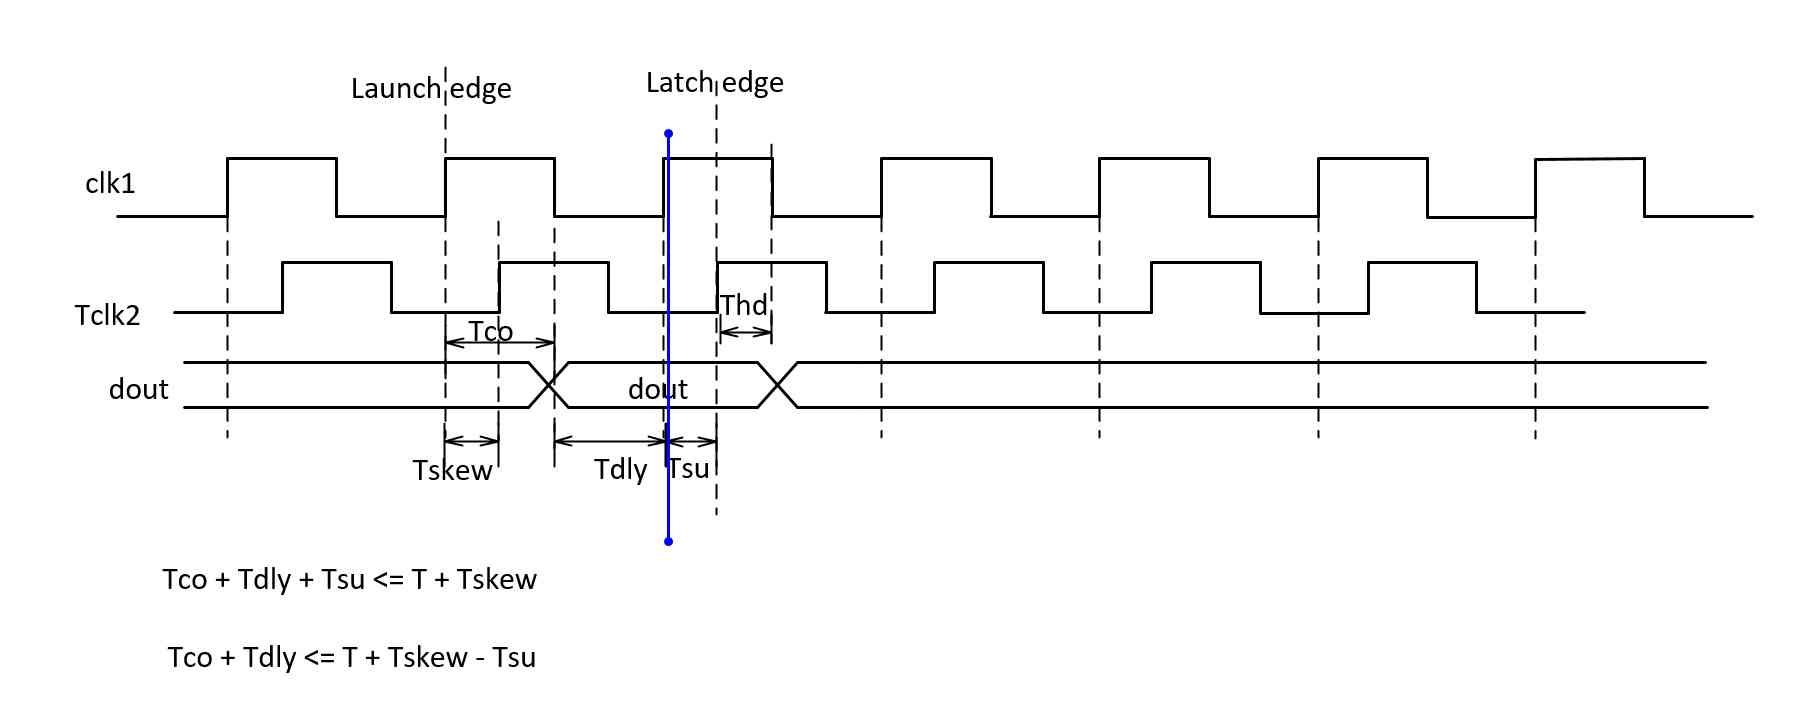 Launch edge
Latch edge
clk1
Tclk2
Thd
Tco
dout
dout
Tskew
Tdly
Tsu
Tco + Tdly + Tsu <= T + Tskew
Tco + Tdly <= T + Tskew - Tsu